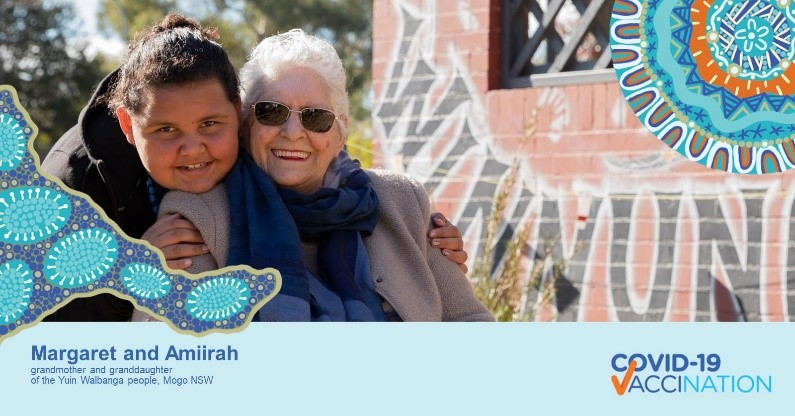 Margaret and Amiirah
grandmother and granddaughter
of the Yuin Walbanga people, Mogo NSW
COVID-19
VACCINATION